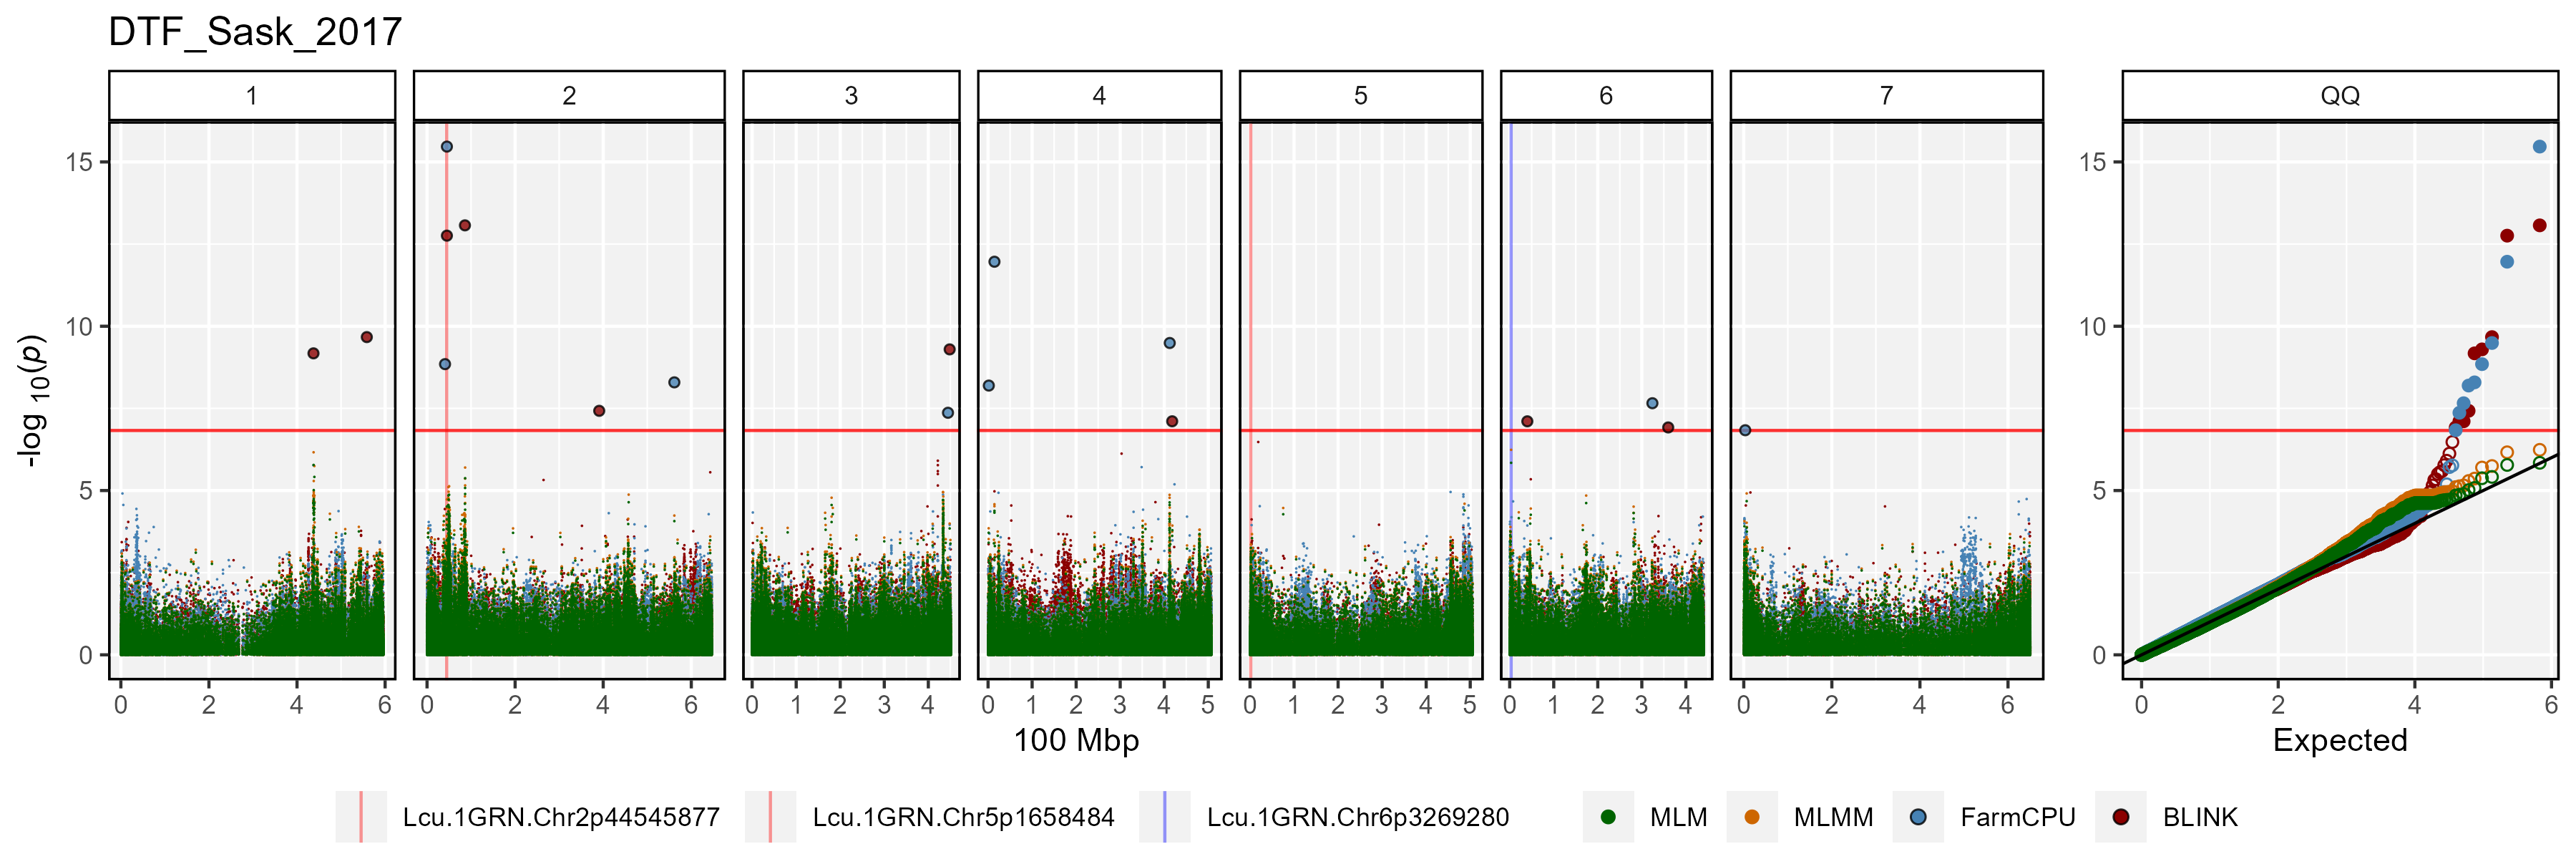 DTF_Sask_2017
1 2 3 4 5 6 7 QQ
-log 10(p)
15 15
10 10
5 5
0 0
0 2 4 6 0 2 4 6 0 1 2 3 4 0 1 2 3 4 5 0 1 2 3 4 5 0 1 2 3 4 0 2 4 6 0 2 4 6
100 Mbp Expected
Lcu.1GRN.Chr2p44545877 Lcu.1GRN.Chr5p1658484 Lcu.1GRN.Chr6p3269280 MLM MLMM FarmCPU BLINK